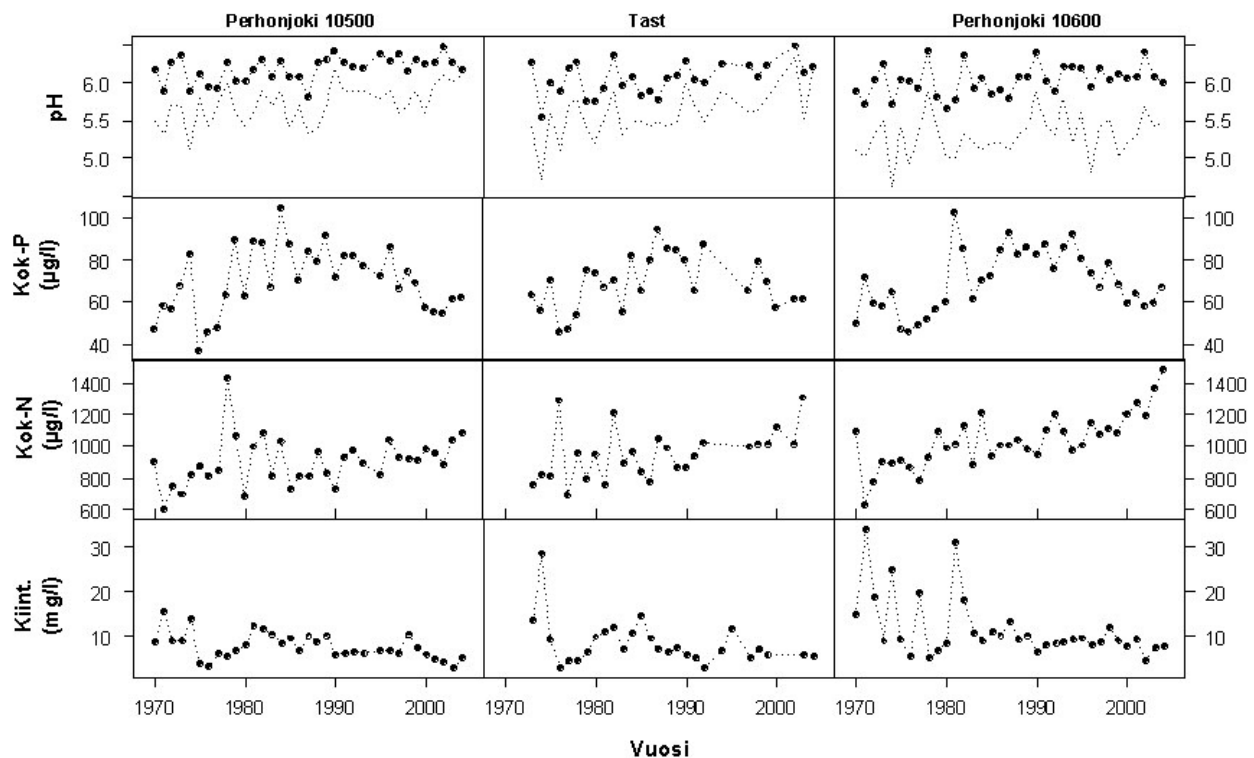 Perhonjoki 10500 Tast Perhonjoki 10600
pH
6.0 6.0
5.5 5.5
5.0 5.0
Kok-P
(µg/l)
100 100
80 80
60 60
40 40
Kok-N
(µg/l)
1400 1400
1200 1200
1000 1000
800 800
600 600
Kiint.
(mg/l)
30 30
20 20
10 10
1970 1980 1990 2000 1970 1980 1990 2000 1970 1980 1990 2000
Vuosi